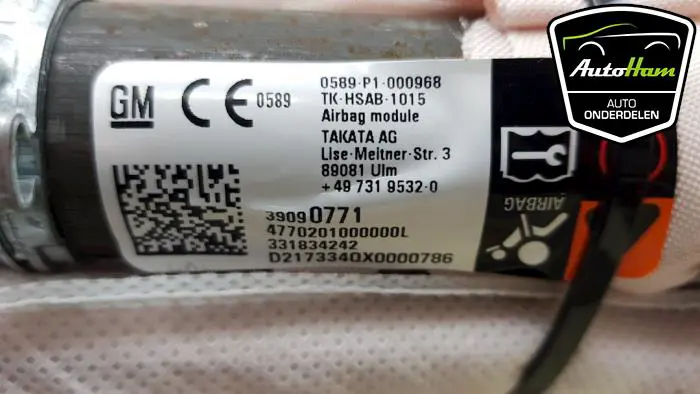 GM
CE 0589
0589-P1-000968
TK-HSAB-1015
Airbag module
TAKATA AG
Lise-Meitner-Str. 3
89081 Ulm
+49 731 9532-0
39090771
4770201000000L
331834242
D217334QX0000786
AIRBAG
AutoHam
AUTO
ONDERDELEN